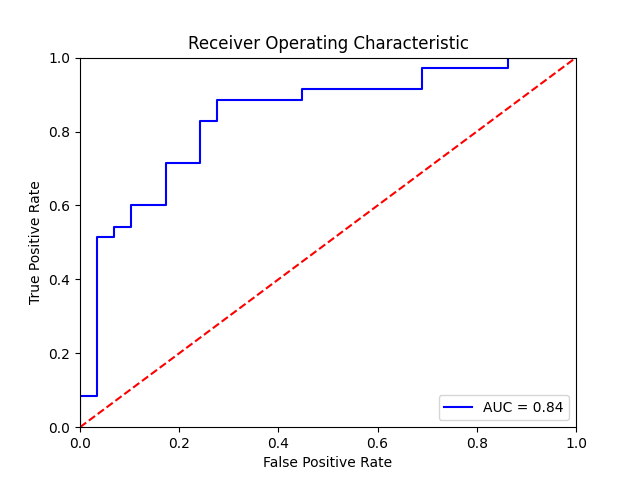 Receiver Operating Characteristic
True Positive Rate
1.0
0.8
0.6
0.4
0.2
0.0
AUC = 0.84
0.0 0.2 0.4 0.6 0.8 1.0
False Positive Rate